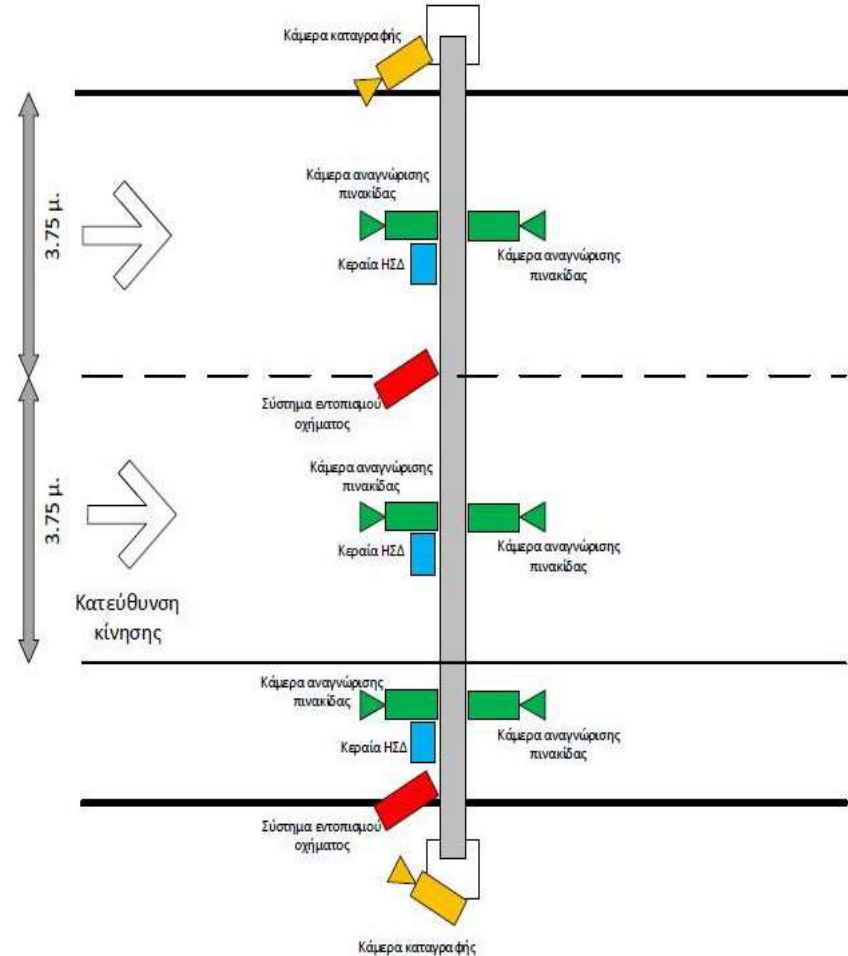 Κάμερα καταγραφής
Κάμερα αναγνώρισης
πινακίδας
3.75 μ.
Κεραία ΗΣΔ
Κάμερα αναγνώρισης
πινακίδας
Σύστημα εντοπισμού
οχήματος
Κάμερα αναγνώρισης
πινακίδας
3.75 μ.
Κεραία ΗΣΔ
Κάμερα αναγνώρισης
πινακίδας
Κατεύθυνση
κίνησης
Κάμερα αναγνώρισης
πινακίδας
Κεραία ΗΣΔ
Κάμερα αναγνώρισης
πινακίδας
Σύστημα εντοπισμού
οχήματος
Κάμερα καταγραφής